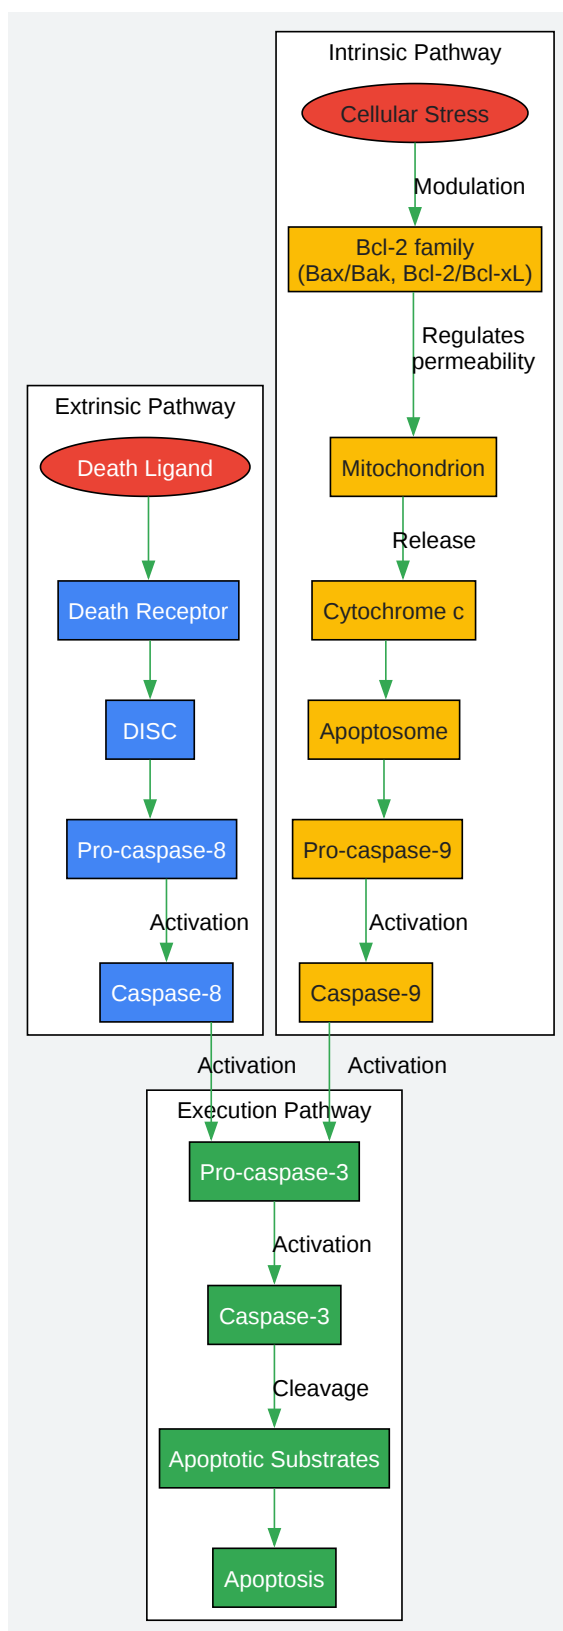 Intrinsic Pathway
Cellular Stress
Modulation
Bcl-2 family
(Bax/Bak, Bcl-2/Bcl-xL)
Regulates
permeability
Mitochondrion
Release
Cytochrome c
Apoptosome
Pro-caspase-9
Activation
Caspase-9
Activation
Extrinsic Pathway
Death Ligand
Death Receptor
DISC
Pro-caspase-8
Activation
Caspase-8
Activation
Execution Pathway
Pro-caspase-3
Activation
Caspase-3
Cleavage
Apoptotic Substrates
Apoptosis